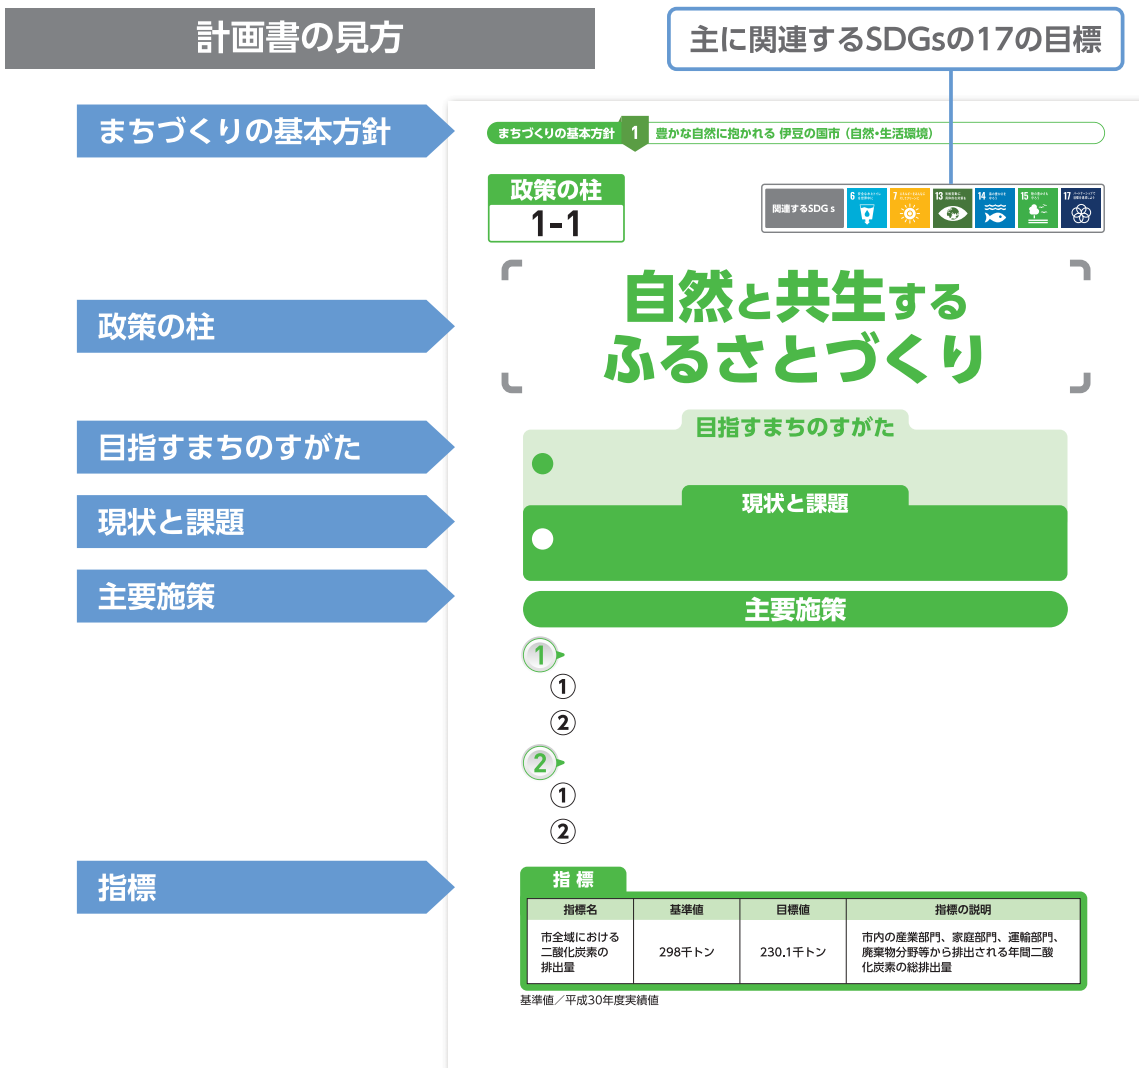 計画書の見方
主に関連するSDGsの17の目標
まちづくりの基本方針
まちづくりの基本方針 1 豊かな自然に抱かれる 伊豆の国市（自然・生活環境）
政策の柱
1-1
関連するSDGs 6 7 13 14 15 17
政策の柱
自然と共生する
ふるさとづくり
目指すまちのすがた
目指すまちのすがた
現状と課題
現状と課題
主要施策
主要施策
1
①
②
2
①
②
指標
指標
指標名 基準値 目標値 指標の説明
市全域における
二酸化炭素の
排出量
298千トン
230.1千トン
市内の産業部門、家庭部門、運輸部門、
廃棄物分野等から排出される年間二酸
化炭素の総排出量
基準値／平成30年度実績値